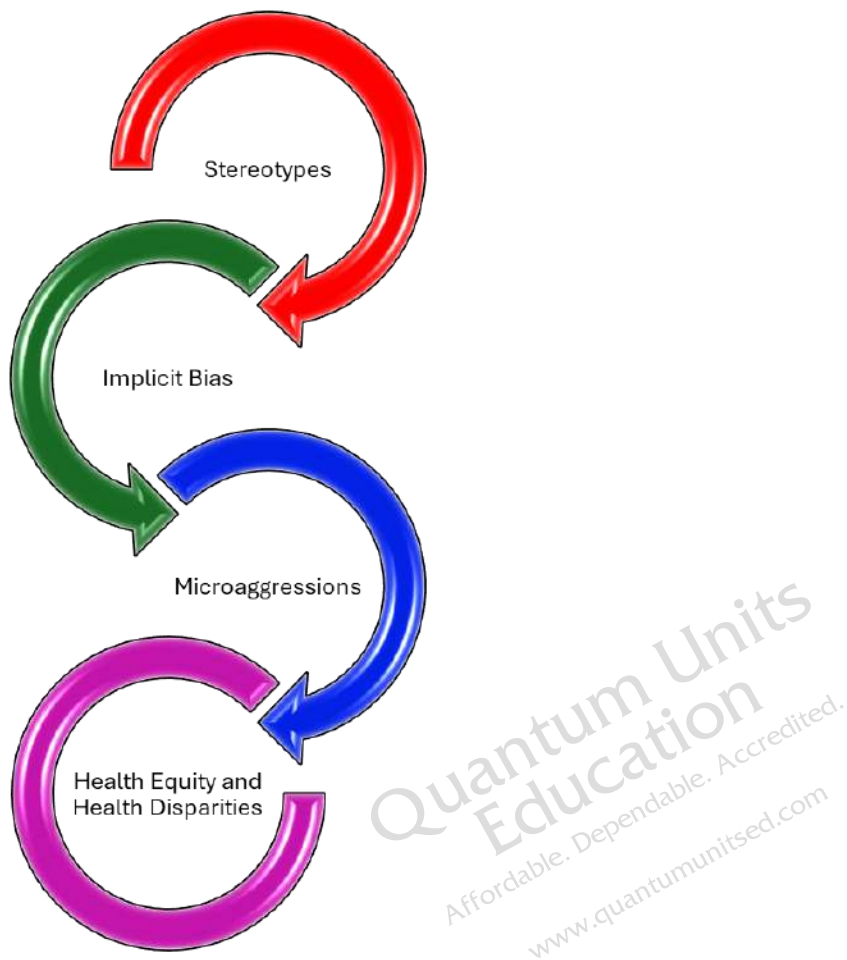 Stereotypes
Implicit Bias
Microaggressions
Health Equity and
Health Disparities
Quantum Units
Education
Affordable. Dependable. Accredited.
www.quantumunitsed.com